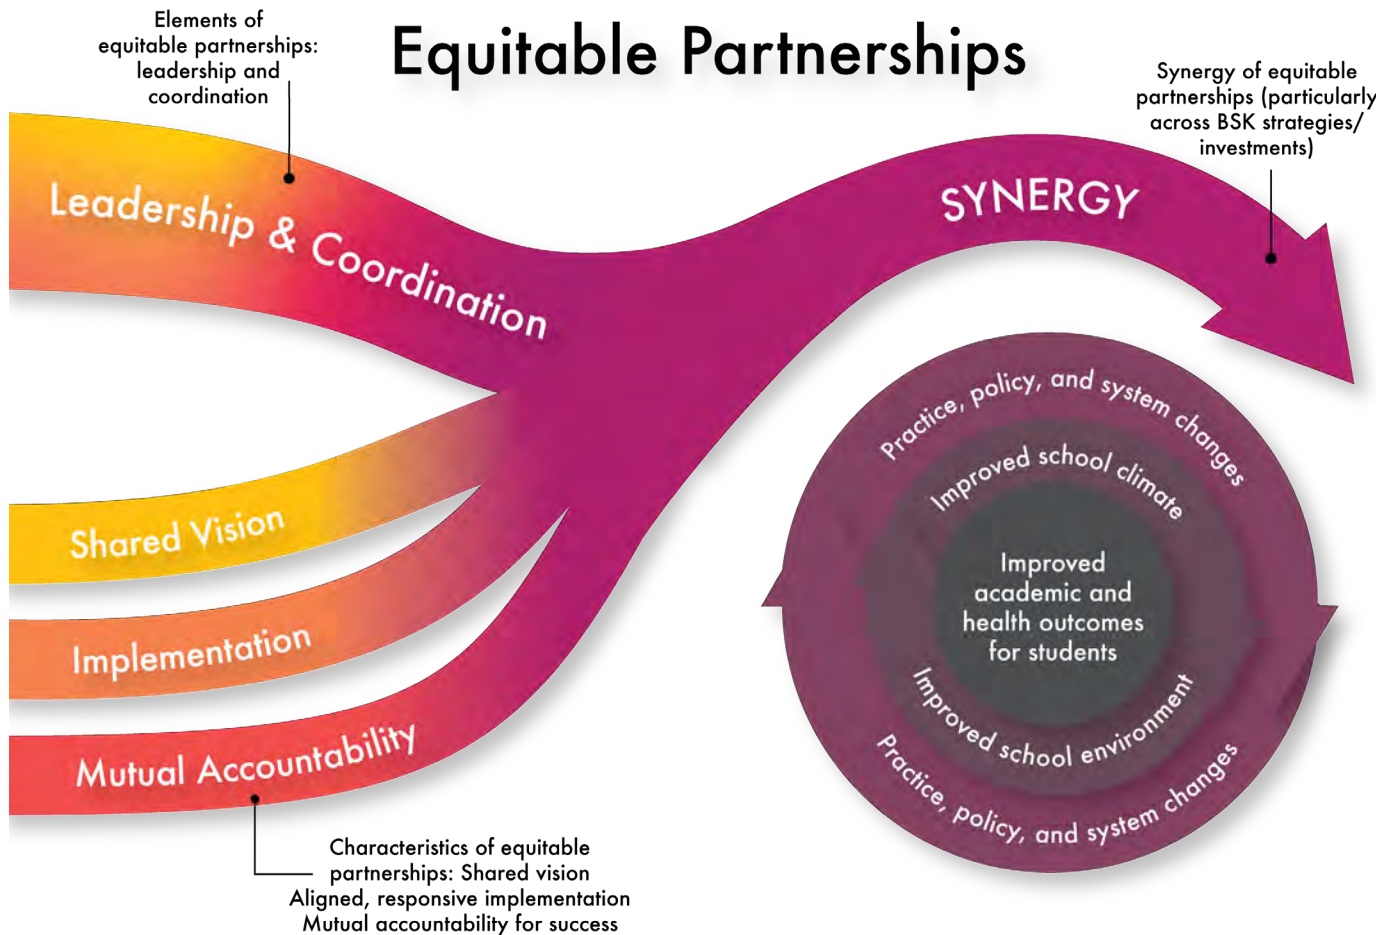 Equitable Partnerships
Elements of
equitable partnerships:
leadership and
coordination
Synergy of equitable
partnerships (particularly
across BSK strategies/
investments)
Leadership & Coordination
SYNERGY
Shared Vision
Implementation
Mutual Accountability
Characteristics of equitable
partnerships: Shared vision
Aligned, responsive implementation
Mutual accountability for success
Practice, policy, and system changes
Improved school climate
Improved
academic and
health outcomes
for students
Improved school environment
Practice, policy, and system changes